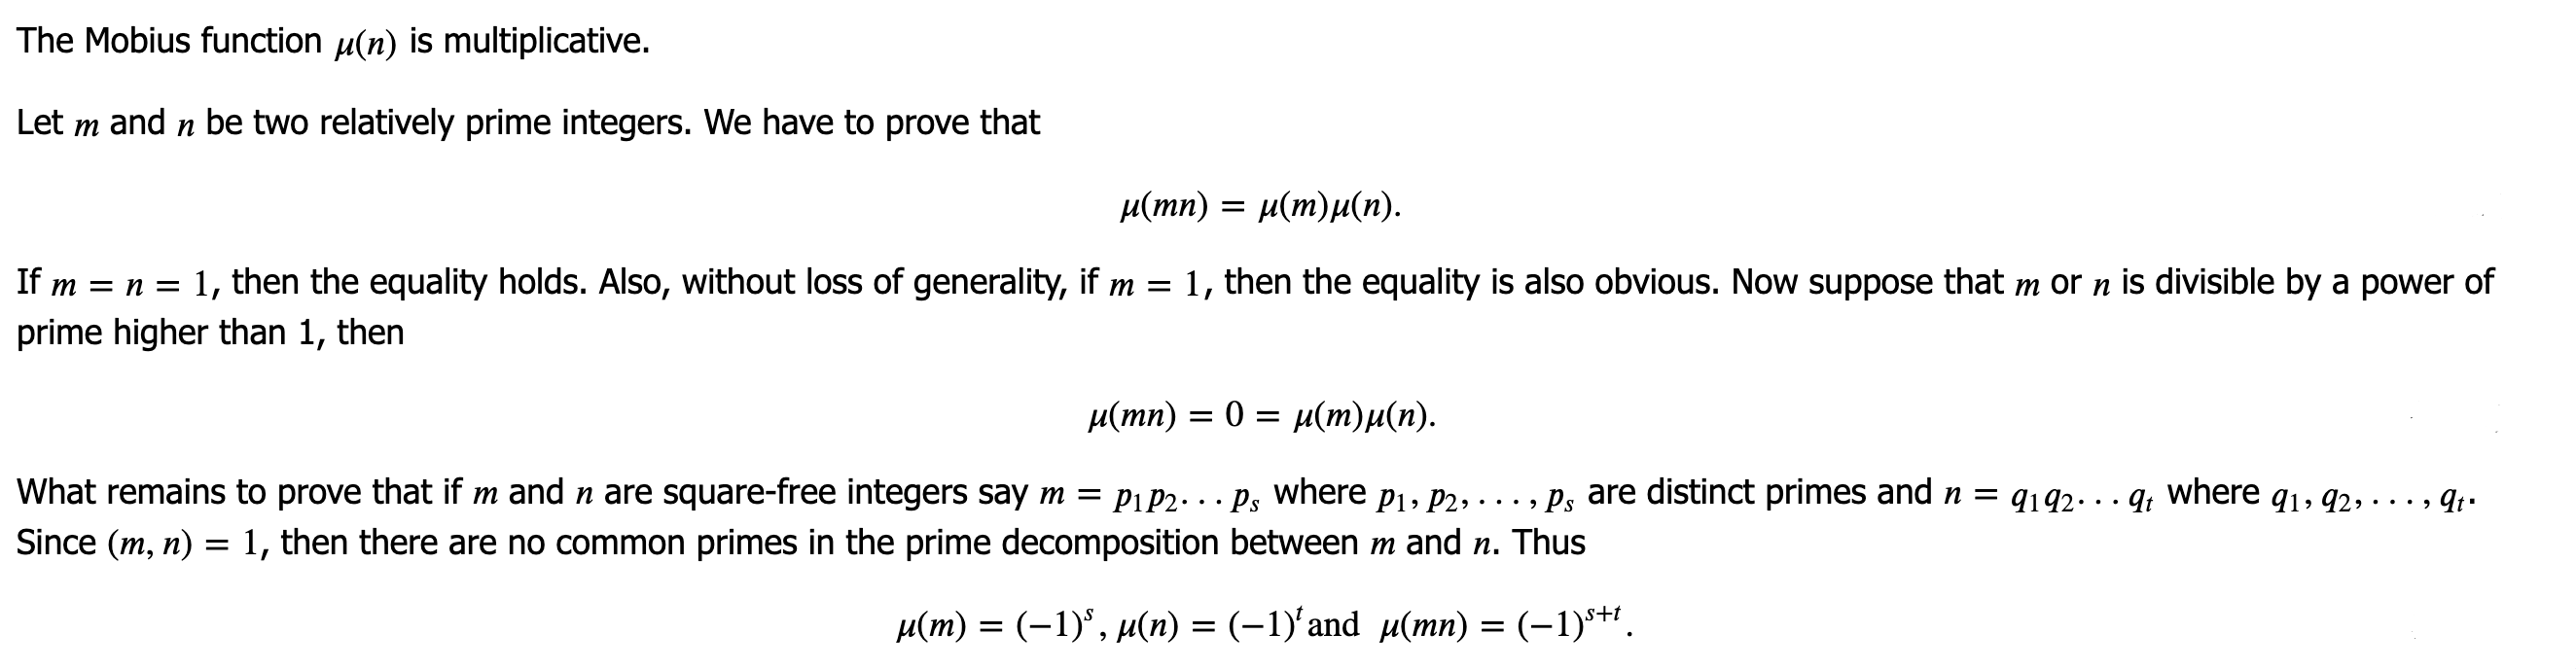 The Mobius function μ(n) is multiplicative.
Let m and n be two relatively prime integers. We have to prove that
μ(mn) = μ(m)μ(n).
If m = n = 1, then the equality holds. Also, without loss of generality, if m = 1, then the equality is also obvious. Now suppose that m or n is divisible by a power of
prime higher than 1, then
μ(mn) = 0 = μ(m)μ(n).
What remains to prove that if m and n are square-free integers say m = p₁p₂. . . pₛ where p₁, p₂, . . . , pₛ are distinct primes and n = q₁q₂. . . qₜ where q₁, q₂, . . . , qₜ.
Since (m, n) = 1, then there are no common primes in the prime decomposition between m and n. Thus
μ(m) = (−1)ˢ, μ(n) = (−1)ᵗ and μ(mn) = (−1)ˢ⁺ᵗ.